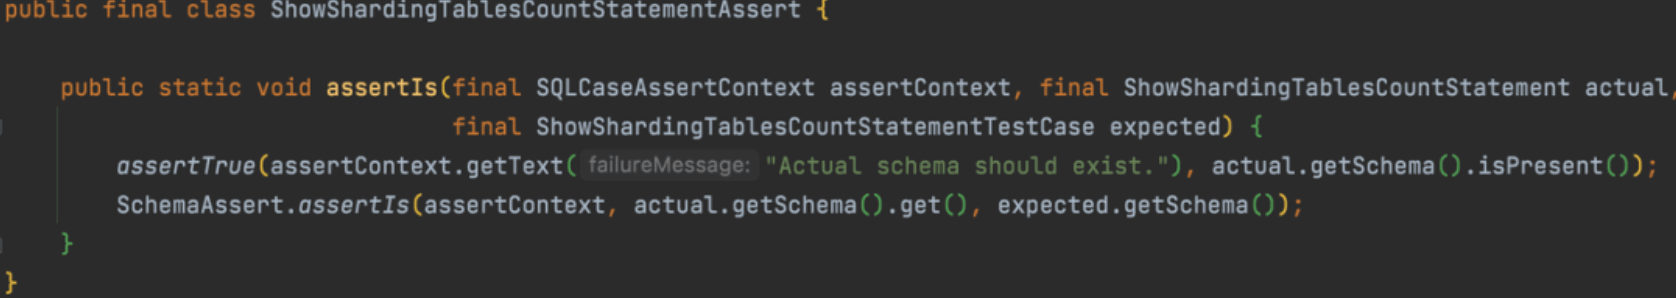 public final class ShowShardingTablesCountStatementAssert {
public static void assertIs(final SQLCaseAssertContext assertContext, final ShowShardingTablesCountStatement actual,
final ShowShardingTablesCountStatementTestCase expected) {
assertTrue(assertContext.getText( failureMessage: "Actual schema should exist."), actual.getSchema().isPresent());
SchemaAssert.assertIs(assertContext, actual.getSchema().get(), expected.getSchema());
}
}